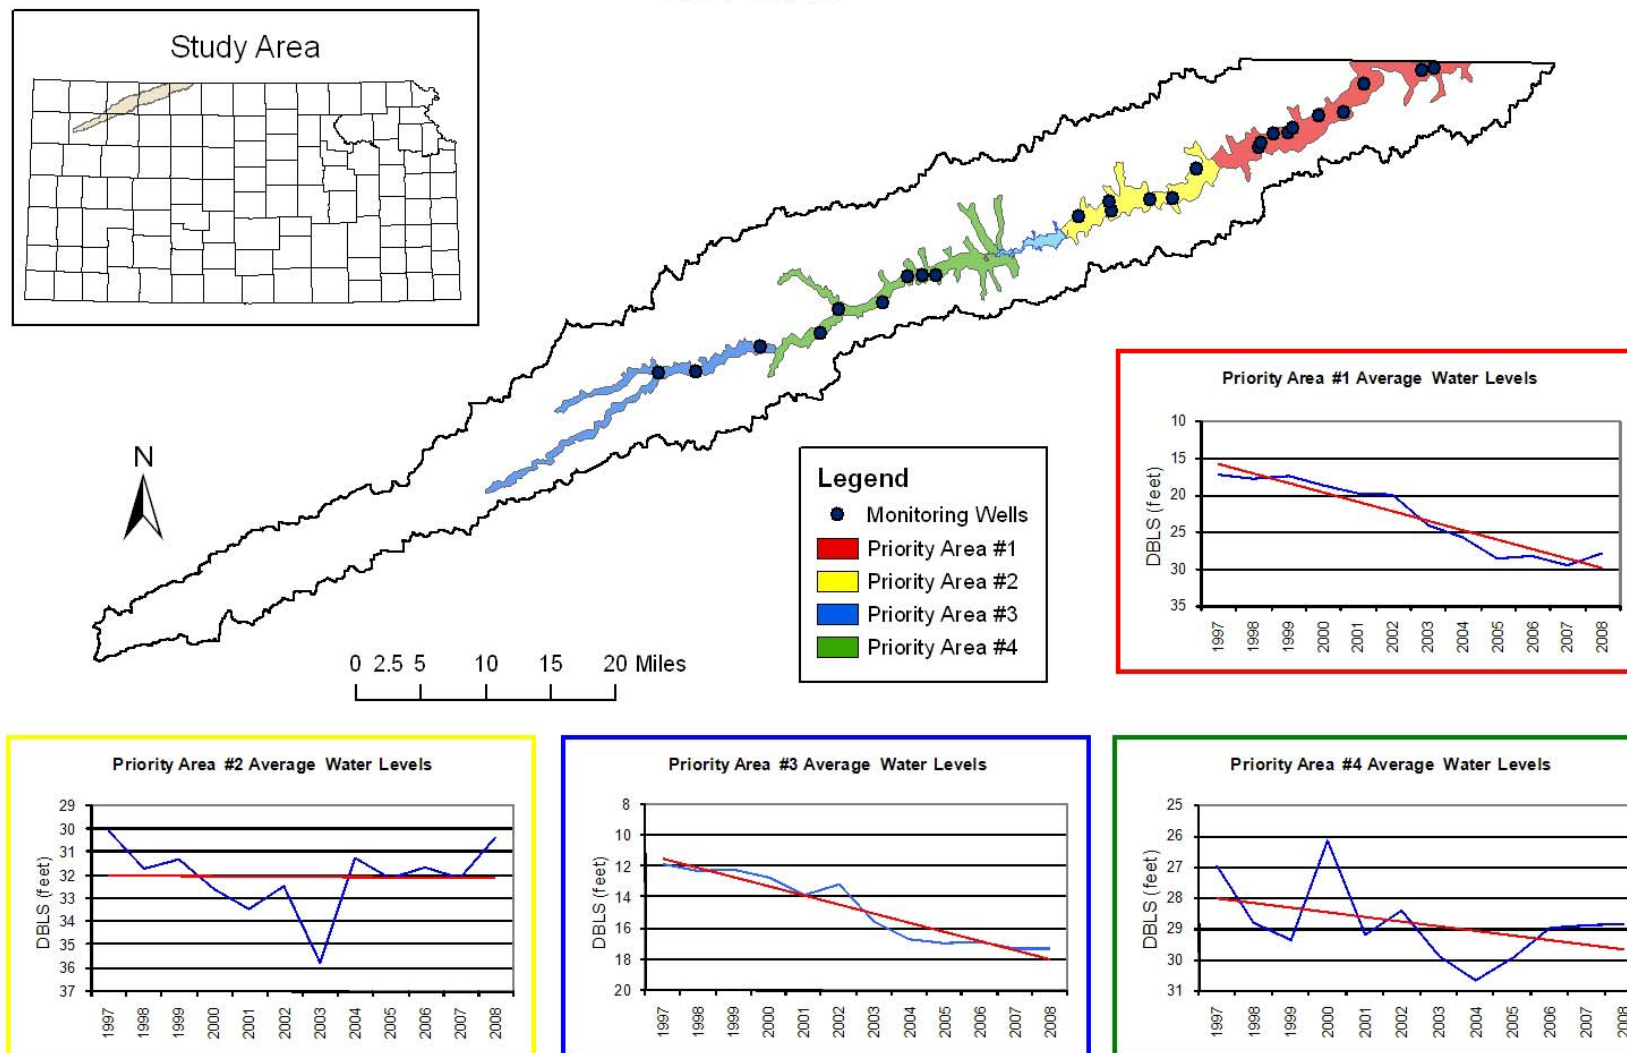 Study Area
N
0 2.5 5 10 15 20 Miles
Legend
Monitoring Wells
Priority Area #1
Priority Area #2
Priority Area #3
Priority Area #4
Priority Area #1 Average Water Levels
DBLS (feet)
10
15
20
25
30
35
1997 1998 1999 2000 2001 2002 2003 2004 2005 2006 2007 2008
Priority Area #2 Average Water Levels
DBLS (feet)
29
30
31
32
33
34
35
36
37
1997 1998 1999 2000 2001 2002 2003 2004 2005 2006 2007 2008
Priority Area #3 Average Water Levels
DBLS (feet)
8
10
12
14
16
18
20
1997 1998 1999 2000 2001 2002 2003 2004 2005 2006 2007 2008
Priority Area #4 Average Water Levels
DBLS (feet)
25
26
27
28
29
30
31
1997 1998 1999 2000 2001 2002 2003 2004 2005 2006 2007 2008